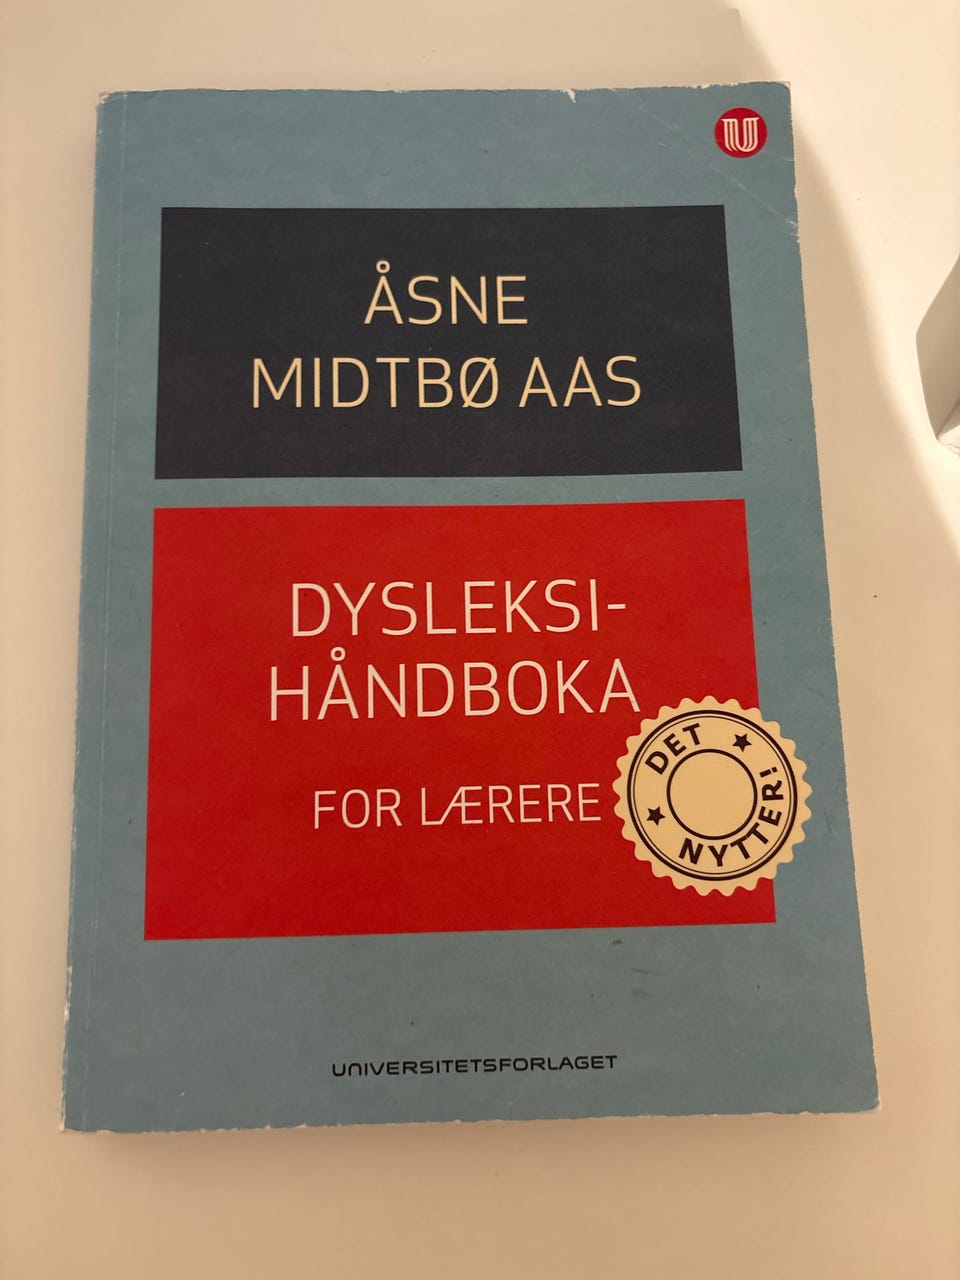 U
ÅSNE
MIDTBØ AAS
DYSLEKSI-
HÅNDBOKA
FOR LÆRERE
DET
NYTTER!
UNIVERSITETSFORLAGET